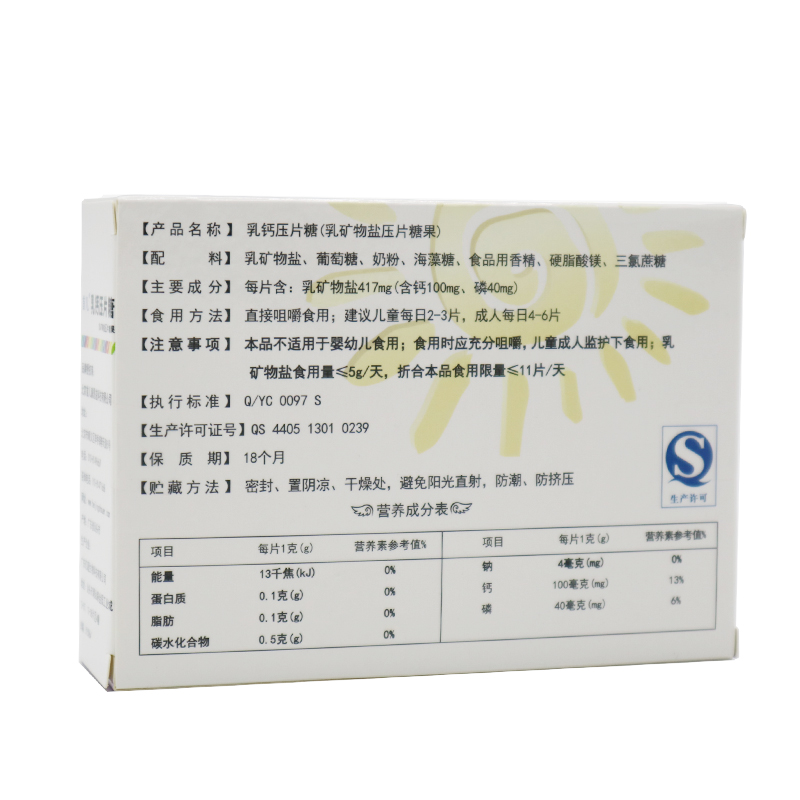 【产品名称】 乳钙压片糖(乳矿物盐压片糖果)
【配 料】 乳矿物盐、葡萄糖、奶粉、海藻糖、食品用香精、硬脂酸镁、三氯蔗糖
【主要成分】 每片含：乳矿物盐417mg(含钙100mg、磷40mg)
【食用方法】 直接咀嚼食用；建议儿童每日2-3片，成人每日4-6片
【注意事项】 本品不适用于婴幼儿食用；食用时应充分咀嚼，儿童成人监护下食用；乳
矿物盐食用量≤5g/天，折合本品食用限量≤11片/天
【执行标准】 Q/YC 0097 S
【生产许可证号】QS 4405 1301 0239
【保 质 期】 18个月
【贮藏方法】 密封、置阴凉、干燥处，避免阳光直射，防潮、防挤压
QS
生产许可
营养成分表
项目 每片1克(g) 营养素参考值% 项目 每片1克(g) 营养素参考值%
能量 13千焦(kJ) 0% 钠 4毫克(mg) 0%
蛋白质 0.1克(g) 0% 钙 100毫克(mg) 13%
脂肪 0.1克(g) 0% 磷 40毫克(mg) 6%
碳水化合物 0.5克(g) 0%